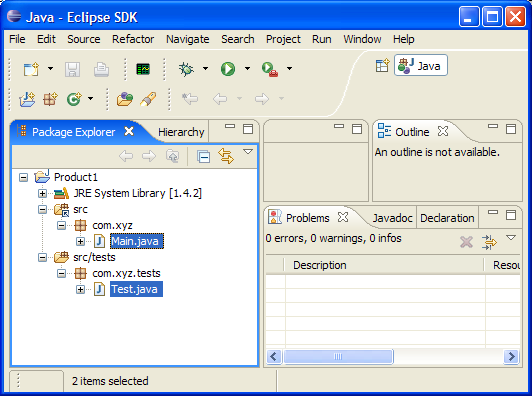 Java - Eclipse SDK
File Edit Source Refactor Navigate Search Project Run Window Help
Java
Package Explorer Hierarchy
Product1
JRE System Library [1.4.2]
src
com.xyz
Main.java
src/tests
com.xyz.tests
Test.java
Outline
An outline is not available.
Problems Javadoc Declaration
0 errors, 0 warnings, 0 infos
Description Resou
2 items selected